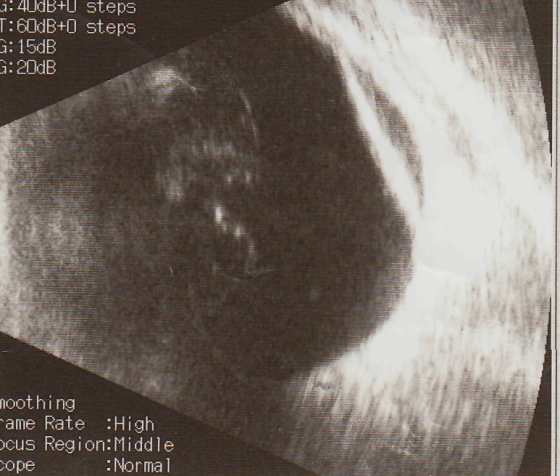 G:40dB+0 steps
T:60dB+0 steps
G:15dB
G:20dB
moothing
rame Rate :High
ocus Region:Middle
cope :Normal